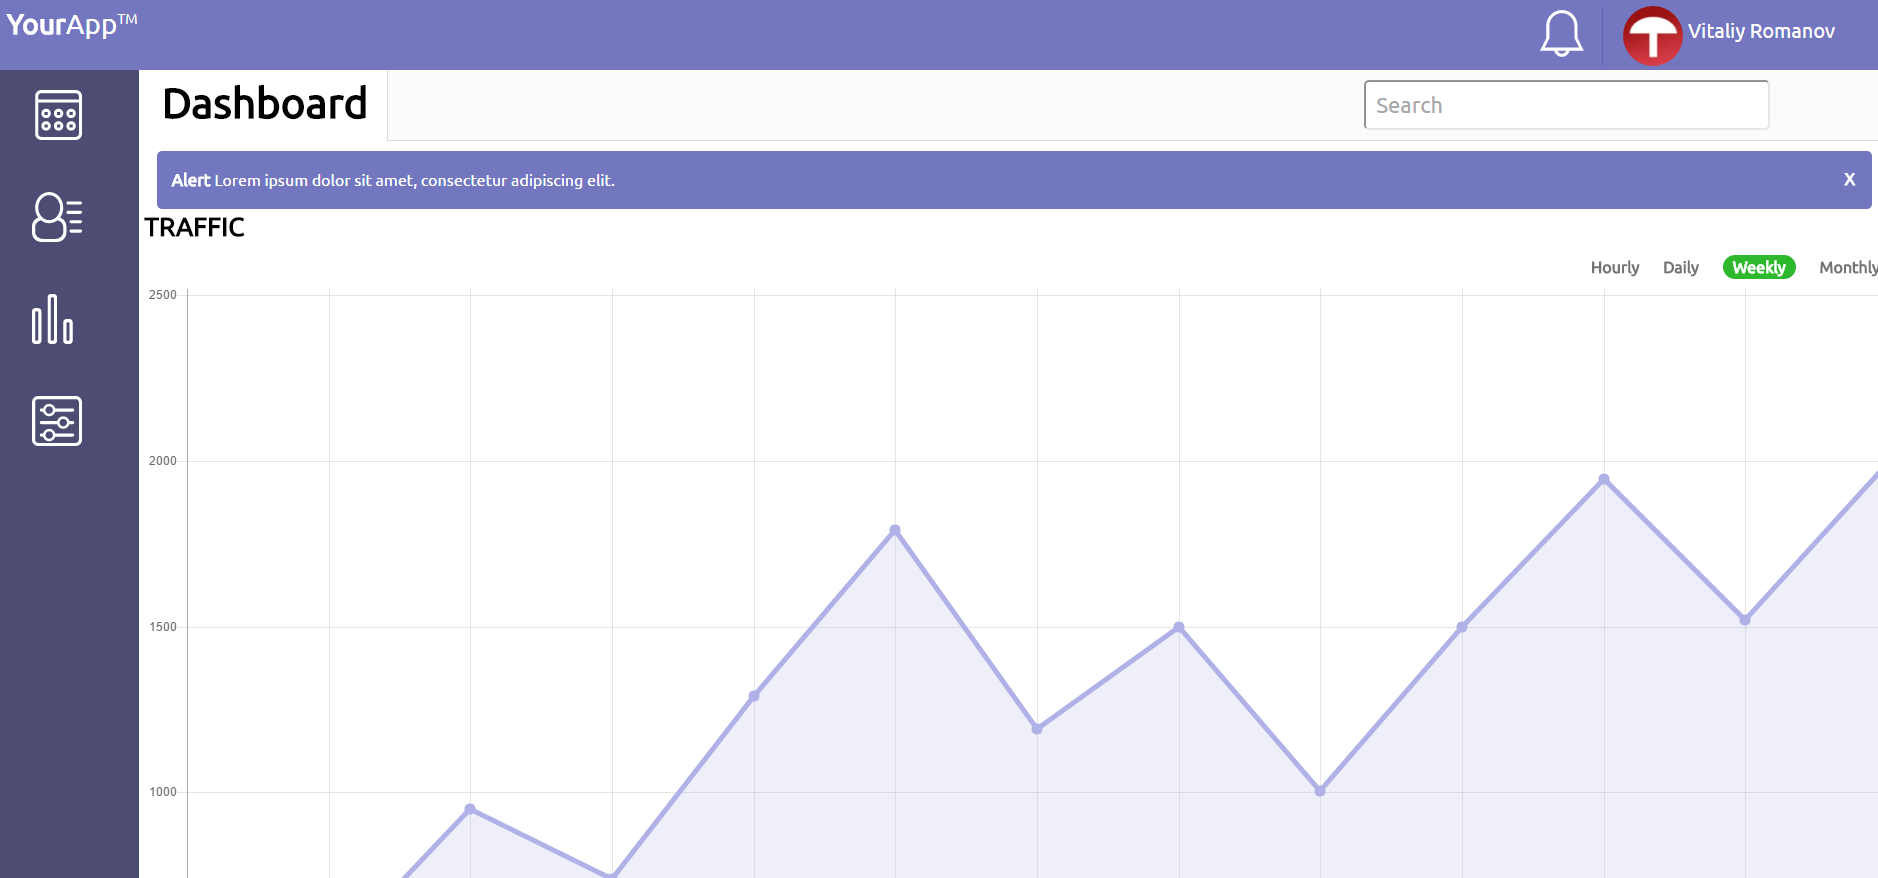 YourApp™
Vitaliy Romanov
Dashboard
Search
Alert Lorem ipsum dolor sit amet, consectetur adipiscing elit.
X
TRAFFIC
Hourly Daily Weekly Monthly
2500
2000
1500
1000